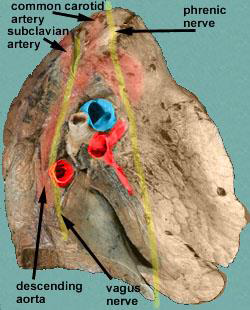 common carotid
artery
subclavian
artery
phrenic
nerve
descending
aorta
vagus
nerve